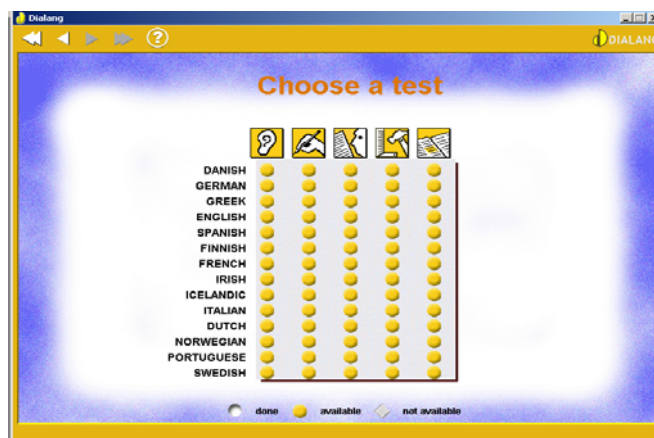 Dialang
DIALANG
Choose a test
DANISH
GERMAN
GREEK
ENGLISH
SPANISH
FINNISH
FRENCH
IRISH
ICELANDIC
ITALIAN
DUTCH
NORWEGIAN
PORTUGUESE
SWEDISH
done available not available